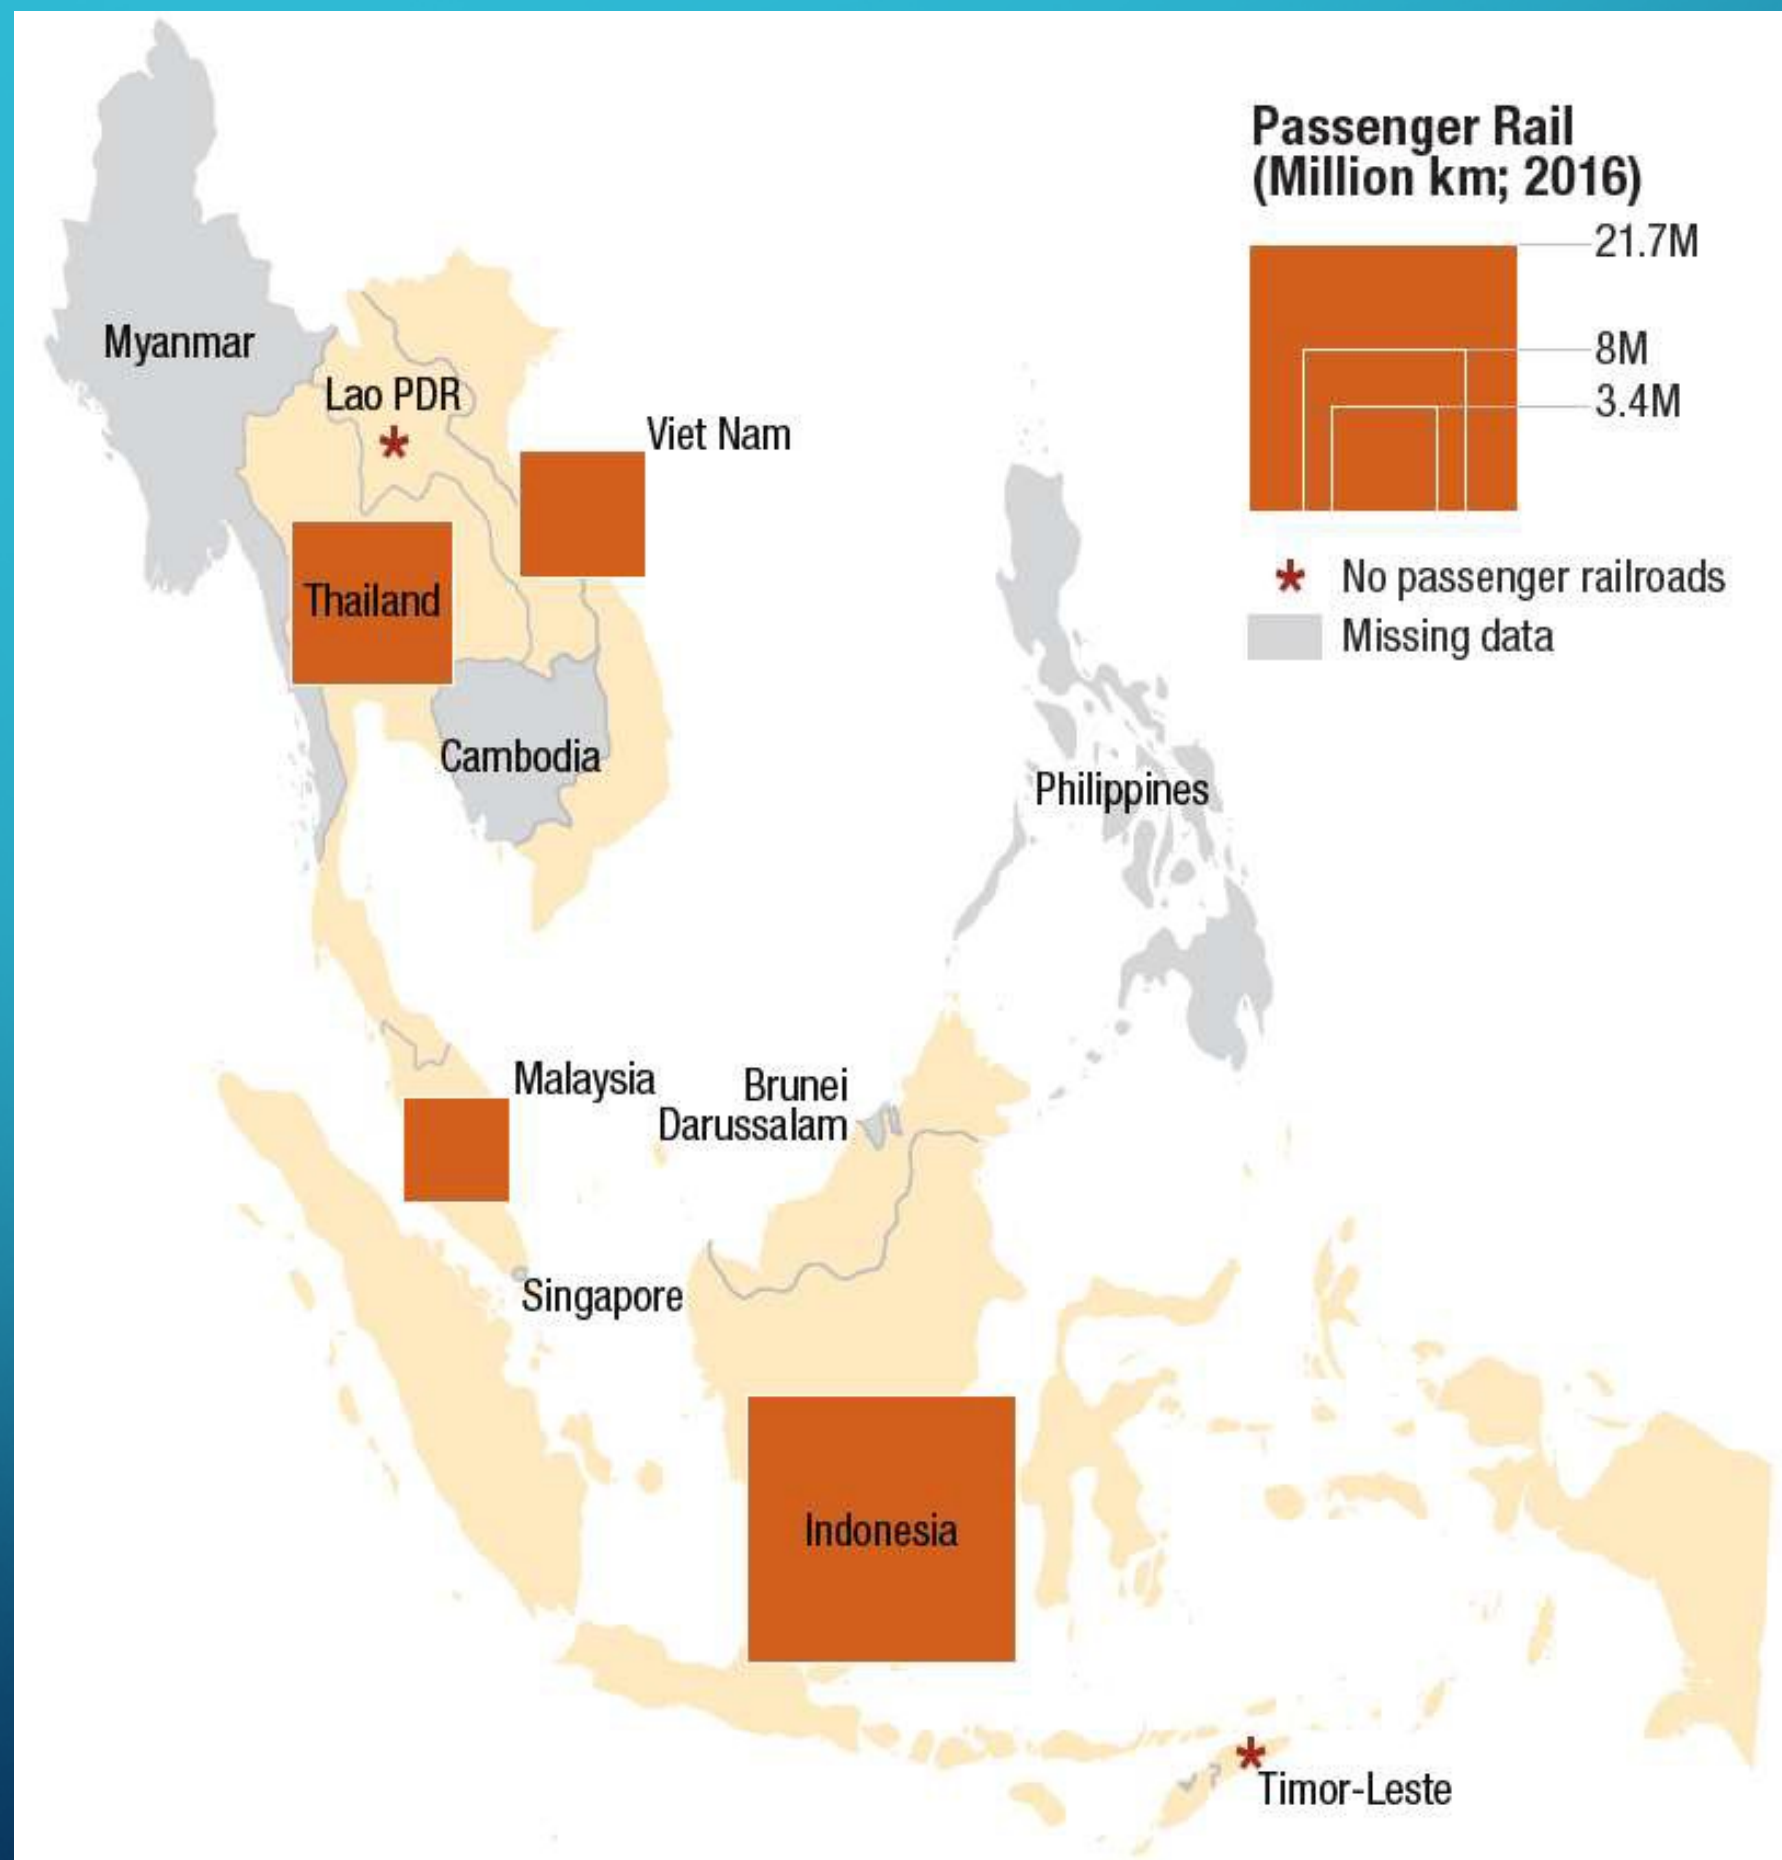 Passenger Rail
(Million km; 2016)
21.7M
8M
3.4M
* No passenger railroads
Missing data
Myanmar
Lao PDR
*
Viet Nam
Thailand
Cambodia
Philippines
Malaysia
Brunei
Darussalam
Singapore
Indonesia
*
Timor-Leste